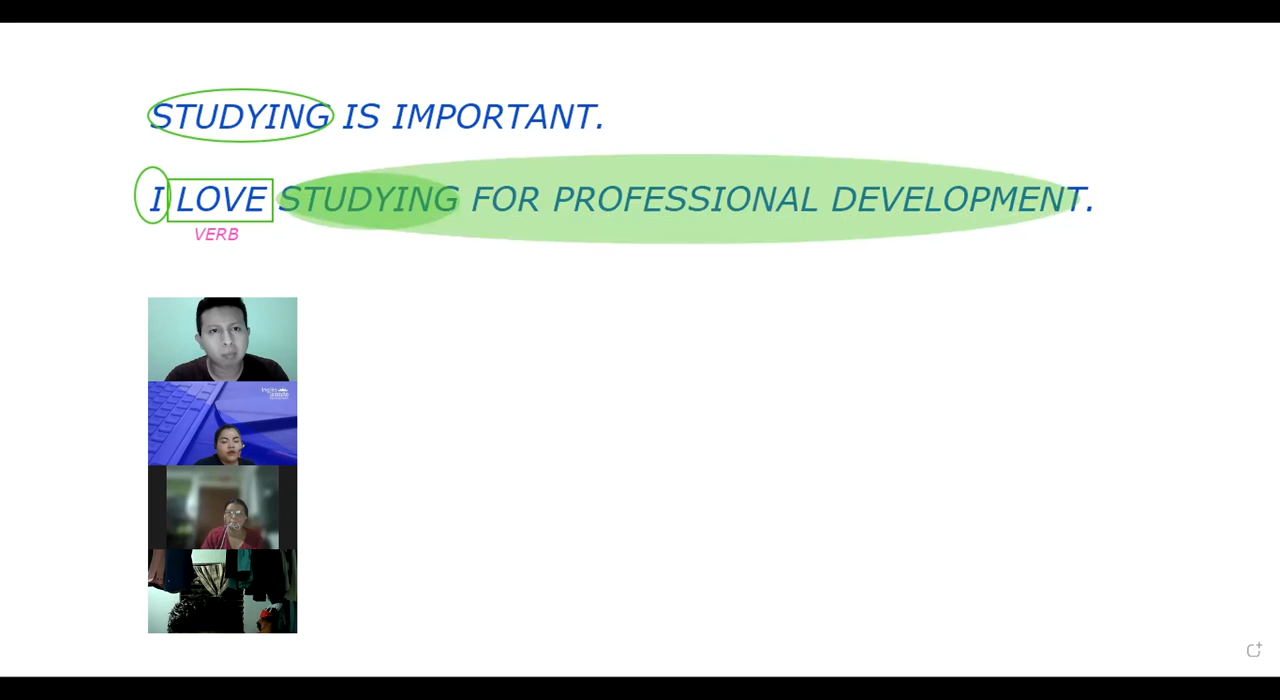 STUDYING IS IMPORTANT.
I LOVE STUDYING FOR PROFESSIONAL DEVELOPMENT.
VERB